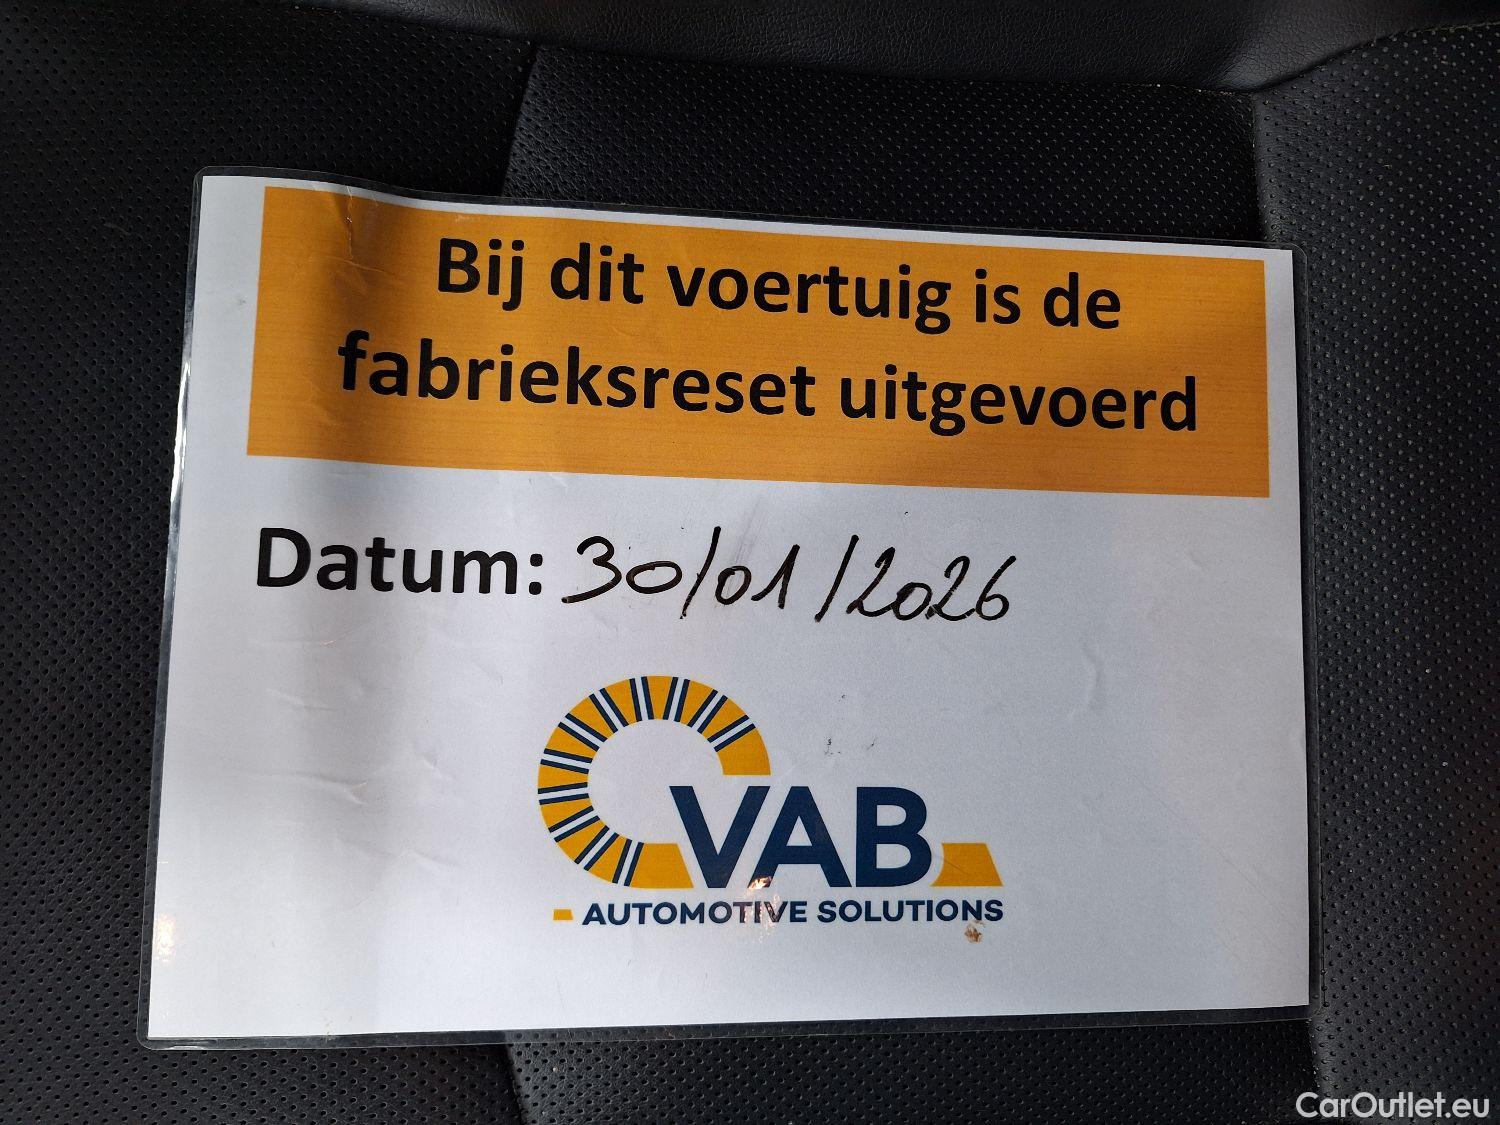 Bij dit voertuig is de
fabrieksreset uitgevoerd
Datum: 30/01/2026
VAB
AUTOMOTIVE SOLUTIONS
CarOutlet.eu